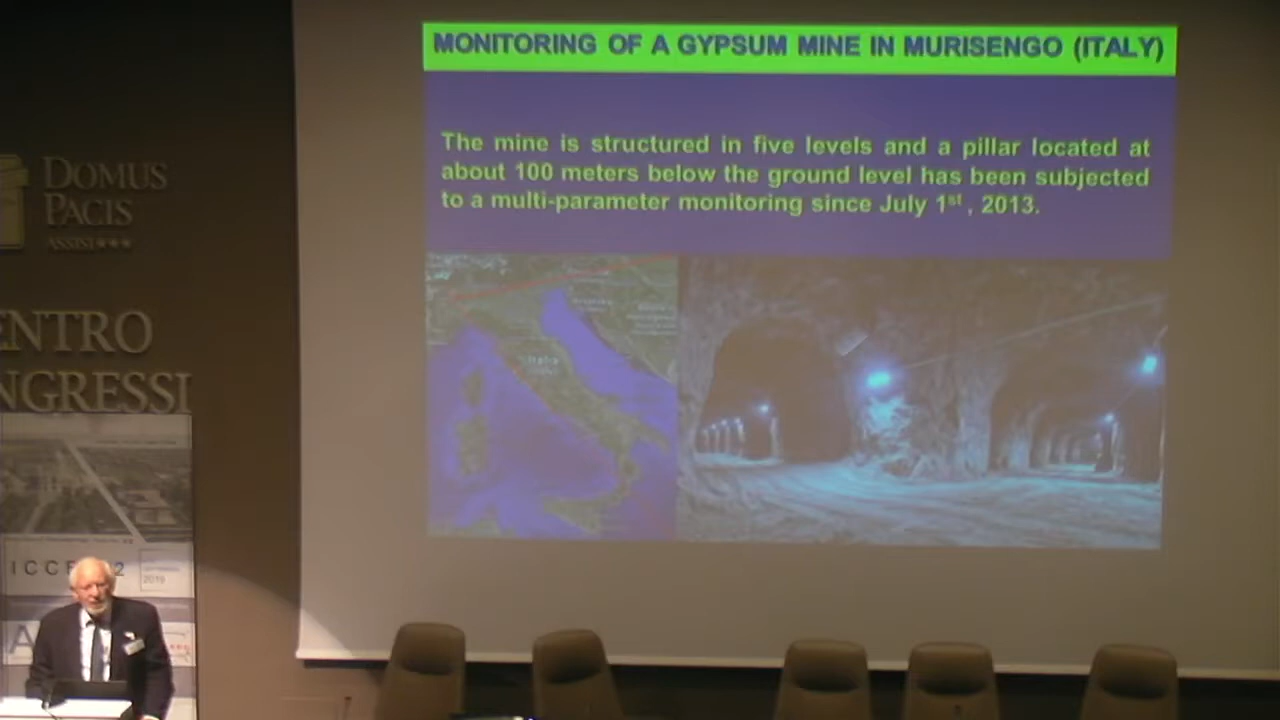 MONITORING OF A GYPSUM MINE IN MURISENGO (ITALY)
The mine is structured in five levels and a pillar located at
about 100 meters below the ground level has been subjected
to a multi-parameter monitoring since July 1st , 2013.
Italia
DOMUS
PACIS
ASSISI★★★
ENTRO
NGRESSI
2019